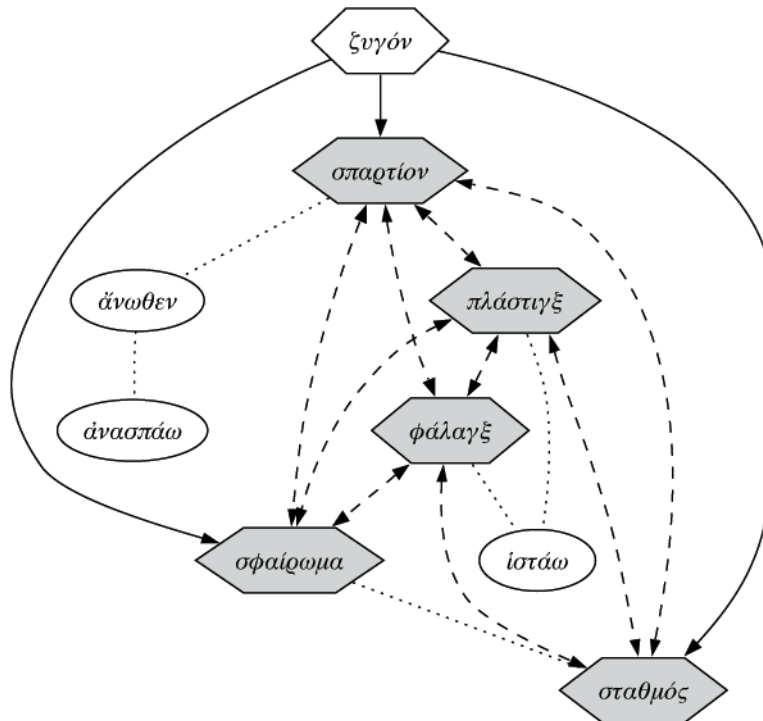 ζυγόν
σπαρτίον
ἄνωθεν
πλάστιγξ
ἀνασπάω
φάλαγξ
σφαίρωμα
ἱστάω
σταθμός